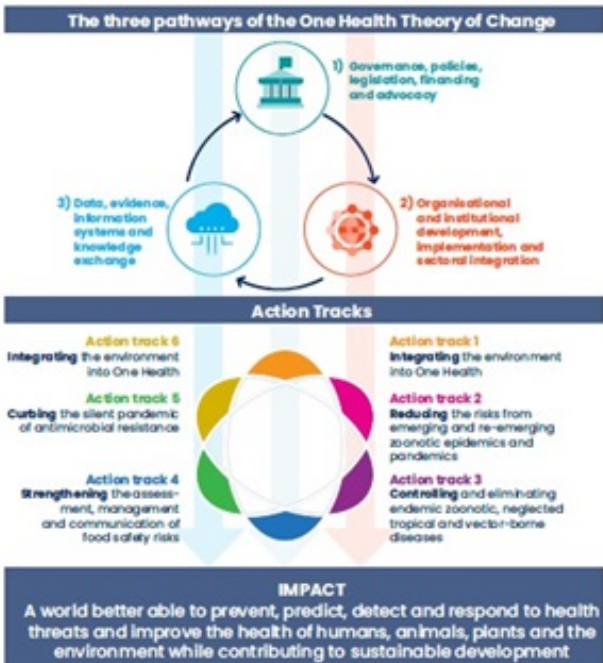 The three pathways of the One Health Theory of Change
1) Governance, policies,
legislation, financing
and advocacy
3) Data, evidence,
information
systems and
knowledge
exchange
2) Organisational
and institutional
development,
implementation and
sectoral integration
Action Tracks
Action track 6
Integrating the environment
into One Health
Action track 5
Curbing the silent pandemic
of antimicrobial resistance
Action track 4
Strengthening the assess-
ment, management
and communication of
food safety risks
Action track 1
Integrating the environment
into One Health
Action track 2
Reducing the risks from
emerging and re-emerging
zoonotic epidemics and
pandemics
Action track 3
Controlling and eliminating
endemic zoonotic, neglected
tropical and vector-borne
diseases
IMPACT
A world better able to prevent, predict, detect and respond to health
threats and improve the health of humans, animals, plants and the
environment while contributing to sustainable development